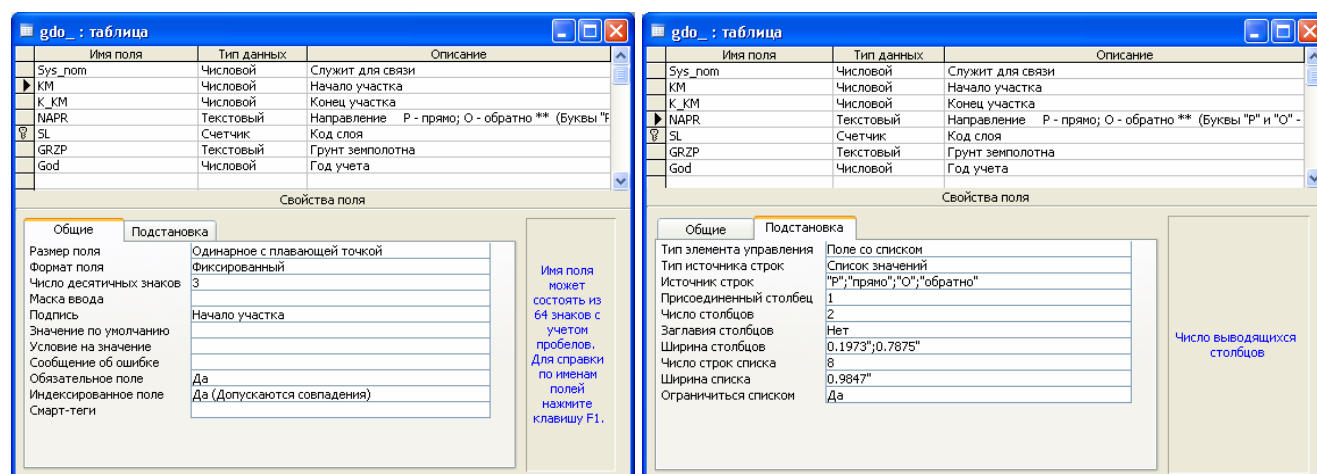 gdo_ : таблица
Имя поля Тип данных Описание
Sys_nom Числовой Служит для связи
KM Числовой Начало участка
K_KM Числовой Конец участка
NAPR Текстовый Направление P - прямо; O - обратно ** (Буквы "P
SL Счетчик Код слоя
GRZP Текстовый Грунт земполотна
God Числовой Год учета
Свойства поля
Общие Подстановка
Размер поля Одинарное с плавающей точкой
Формат поля Фиксированный
Число десятичных знаков 3
Маска ввода
Подпись Начало участка
Значение по умолчанию
Условие на значение
Сообщение об ошибке
Обязательное поле Да
Индексированное поле Да (Допускаются совпадения)
Смарт-теги
Имя поля
может
состоять из
64 знаков с
учетом
пробелов.
Для справки
по именам
полей
нажмите
клавишу F1.
gdo_ : таблица
Имя поля Тип данных Описание
Sys_nom Числовой Служит для связи
KM Числовой Начало участка
K_KM Числовой Конец участка
NAPR Текстовый Направление P - прямо; O - обратно ** (Буквы "P" и "O" -
SL Счетчик Код слоя
GRZP Текстовый Грунт земполотна
God Числовой Год учета
Свойства поля
Общие Подстановка
Тип элемента управления Поле со списком
Тип источника строк Список значений
Источник строк "P";"прямо";"O";"обратно"
Присоединенный столбец 1
Число столбцов 2
Заглавия столбцов Нет
Ширина столбцов 0.1973";0.7875"
Число строк списка 8
Ширина списка 0.9847"
Ограничиться списком Да
Число выводящихся
столбцов